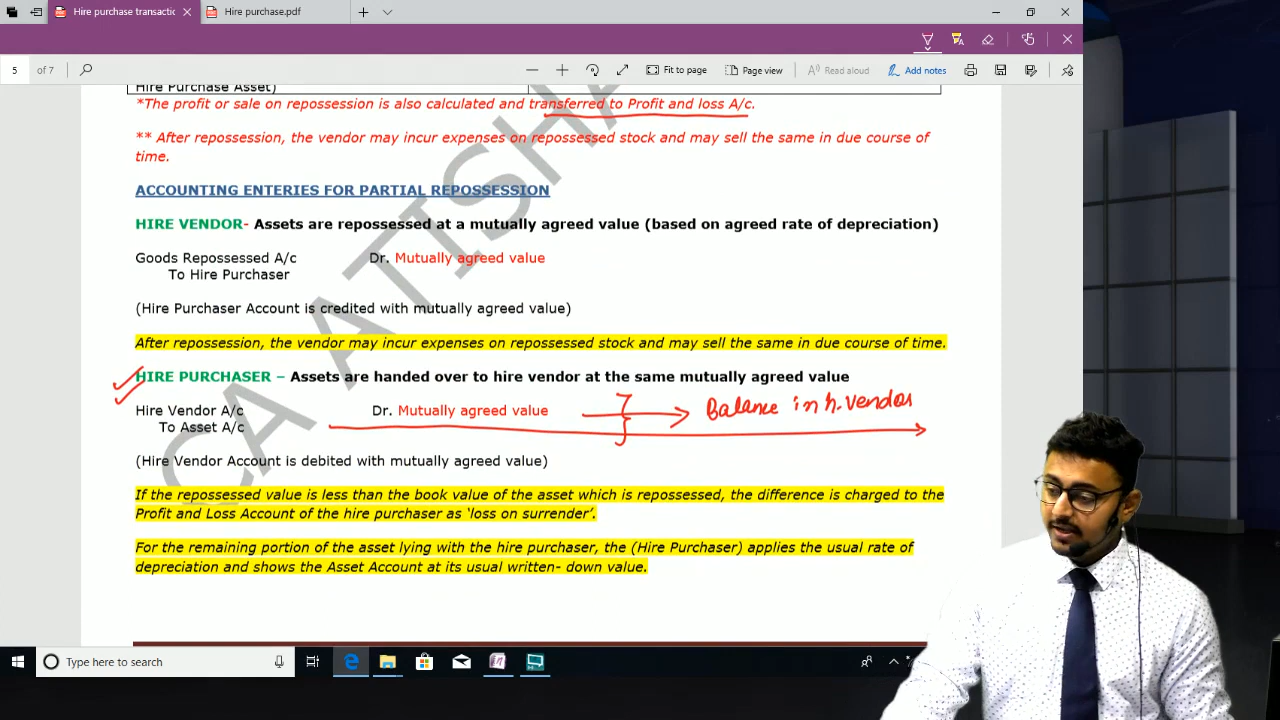 Hire purchase transactic
Hire purchase.pdf
5 of 7
Fit to page
Page view
Read aloud
Add notes
Hire Purchase Asset)
*The profit or sale on repossession is also calculated and transferred to Profit and loss A/c.
** After repossession, the vendor may incur expenses on repossessed stock and may sell the same in due course of
time.
ACCOUNTING ENTERIES FOR PARTIAL REPOSSESSION
HIRE VENDOR- Assets are repossessed at a mutually agreed value (based on agreed rate of depreciation)
Goods Repossessed A/c Dr. Mutually agreed value
To Hire Purchaser
(Hire Purchaser Account is credited with mutually agreed value)
After repossession, the vendor may incur expenses on repossessed stock and may sell the same in due course of time.
HIRE PURCHASER – Assets are handed over to hire vendor at the same mutually agreed value
Hire Vendor A/c Dr. Mutually agreed value Balance in h.vendor
To Asset A/c
(Hire Vendor Account is debited with mutually agreed value)
If the repossessed value is less than the book value of the asset which is repossessed, the difference is charged to the
Profit and Loss Account of the hire purchaser as ‘loss on surrender’.
For the remaining portion of the asset lying with the hire purchaser, the (Hire Purchaser) applies the usual rate of
depreciation and shows the Asset Account at its usual written- down value.
CA ATISHA
Type here to search